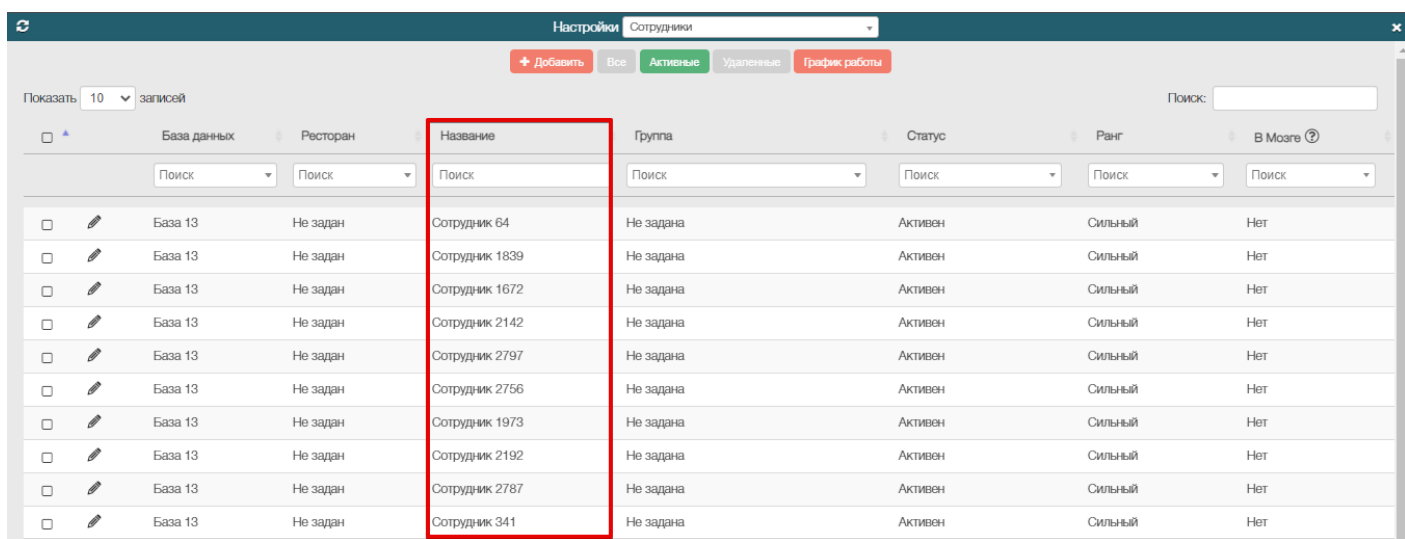 Настройки Сотрудники
+ Добавить Все Активные Удаленные График работы
Показать 10 записей Поиск:
База данных Ресторан Название Группа Статус Ранг В Мозге ?
Поиск Поиск Поиск Поиск Поиск Поиск Поиск
База 13 Не задан Сотрудник 64 Не задана Активен Сильный Нет
База 13 Не задан Сотрудник 1839 Не задана Активен Сильный Нет
База 13 Не задан Сотрудник 1672 Не задана Активен Сильный Нет
База 13 Не задан Сотрудник 2142 Не задана Активен Сильный Нет
База 13 Не задан Сотрудник 2797 Не задана Активен Сильный Нет
База 13 Не задан Сотрудник 2756 Не задана Активен Сильный Нет
База 13 Не задан Сотрудник 1973 Не задана Активен Сильный Нет
База 13 Не задан Сотрудник 2192 Не задана Активен Сильный Нет
База 13 Не задан Сотрудник 2787 Не задана Активен Сильный Нет
База 13 Не задан Сотрудник 341 Не задана Активен Сильный Нет